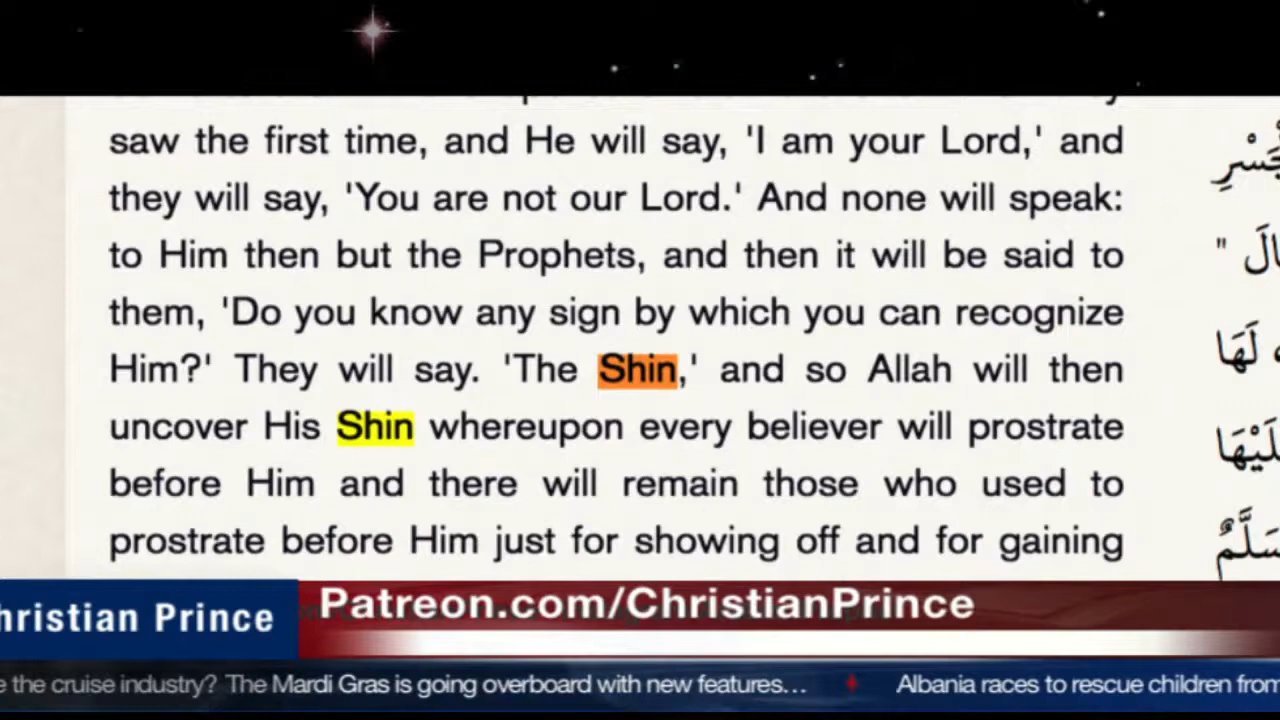 saw the first time, and He will say, 'I am your Lord,' and
they will say, 'You are not our Lord.' And none will speak:
to Him then but the Prophets, and then it will be said to
them, 'Do you know any sign by which you can recognize
Him?' They will say. 'The Shin,' and so Allah will then
uncover His Shin whereupon every believer will prostrate
before Him and there will remain those who used to
prostrate before Him just for showing off and for gaining
لَهَا
Prince
Patreon.com/ChristianPrince
the cruise industry? The Mardi Gras is going overboard with new features... Albania races to rescue children from